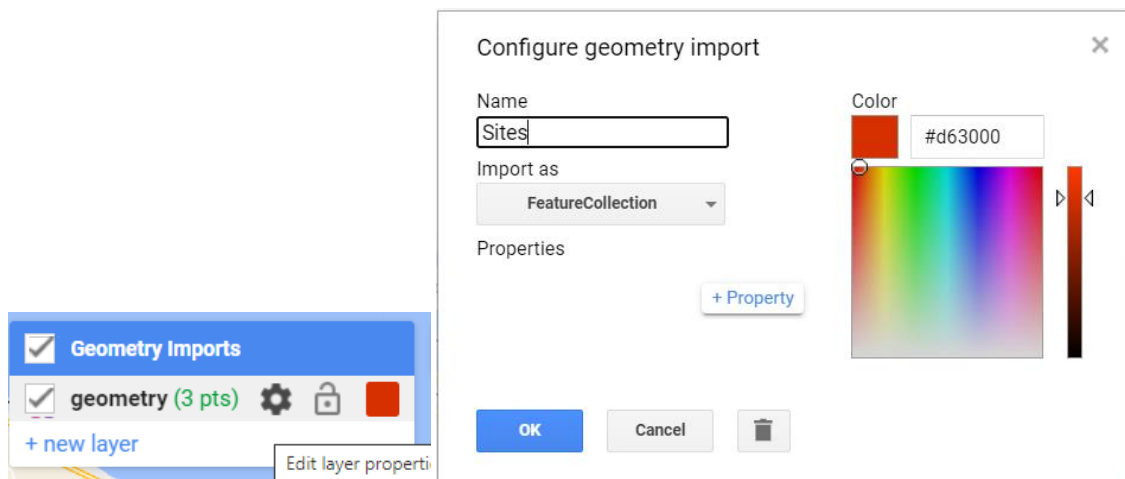 Geometry Imports
geometry (3 pts)
+ new layer
Edit layer properti
Configure geometry import
Name
Sites
Import as
FeatureCollection
Properties
+ Property
OK
Cancel
Color
#d63000